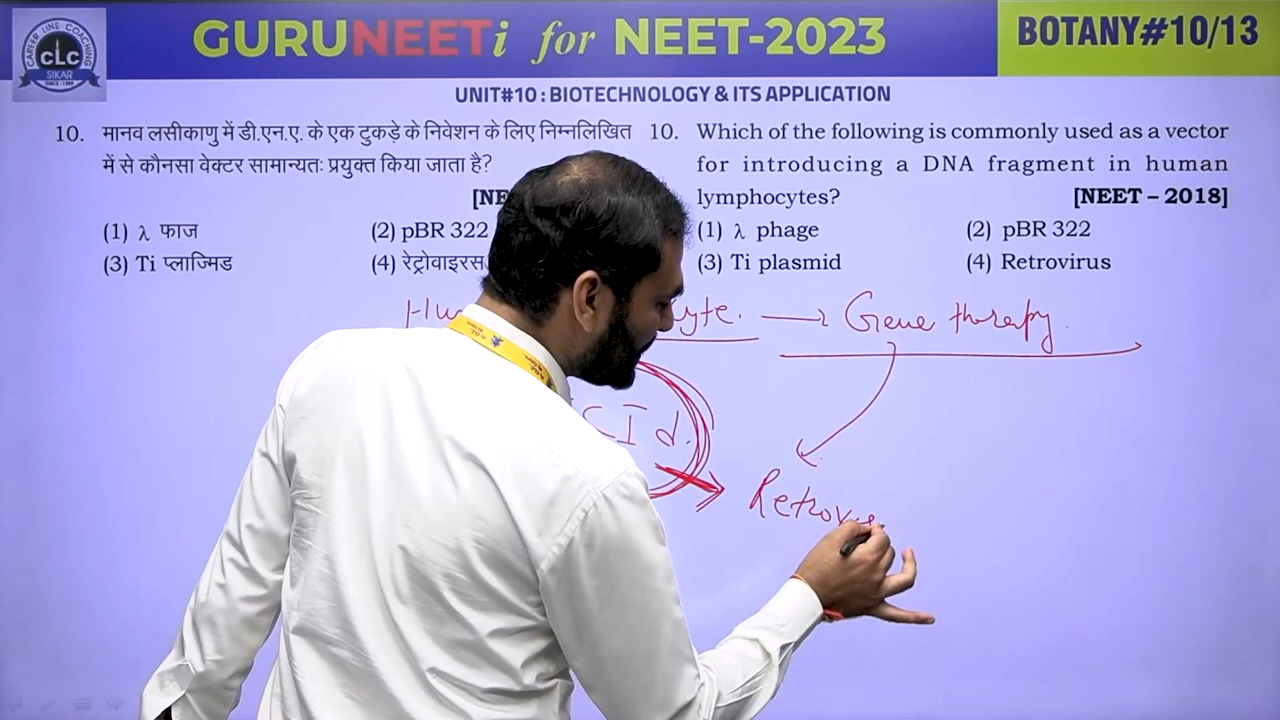 CAREER LINE COACHING
CLC
SIKAR
SINCE : 1996
GURUNEETi for NEET-2023
BOTANY#10/13
UNIT#10 : BIOTECHNOLOGY & ITS APPLICATION
10. मानव लसीकाणु में डी.एन.ए. के एक टुकड़े के निवेशन के लिए निम्नलिखित
में से कौनसा वेक्टर सामान्यतः प्रयुक्त किया जाता है?
(1) λ फाज
(2) pBR 322
(3) Ti प्लाज्मिड
(4) रेट्रोवाइरस
10. Which of the following is commonly used as a vector
for introducing a DNA fragment in human
lymphocytes?
[NEET – 2018]
(1) λ phage
(2) pBR 322
(3) Ti plasmid
(4) Retrovirus
Gene therapy.